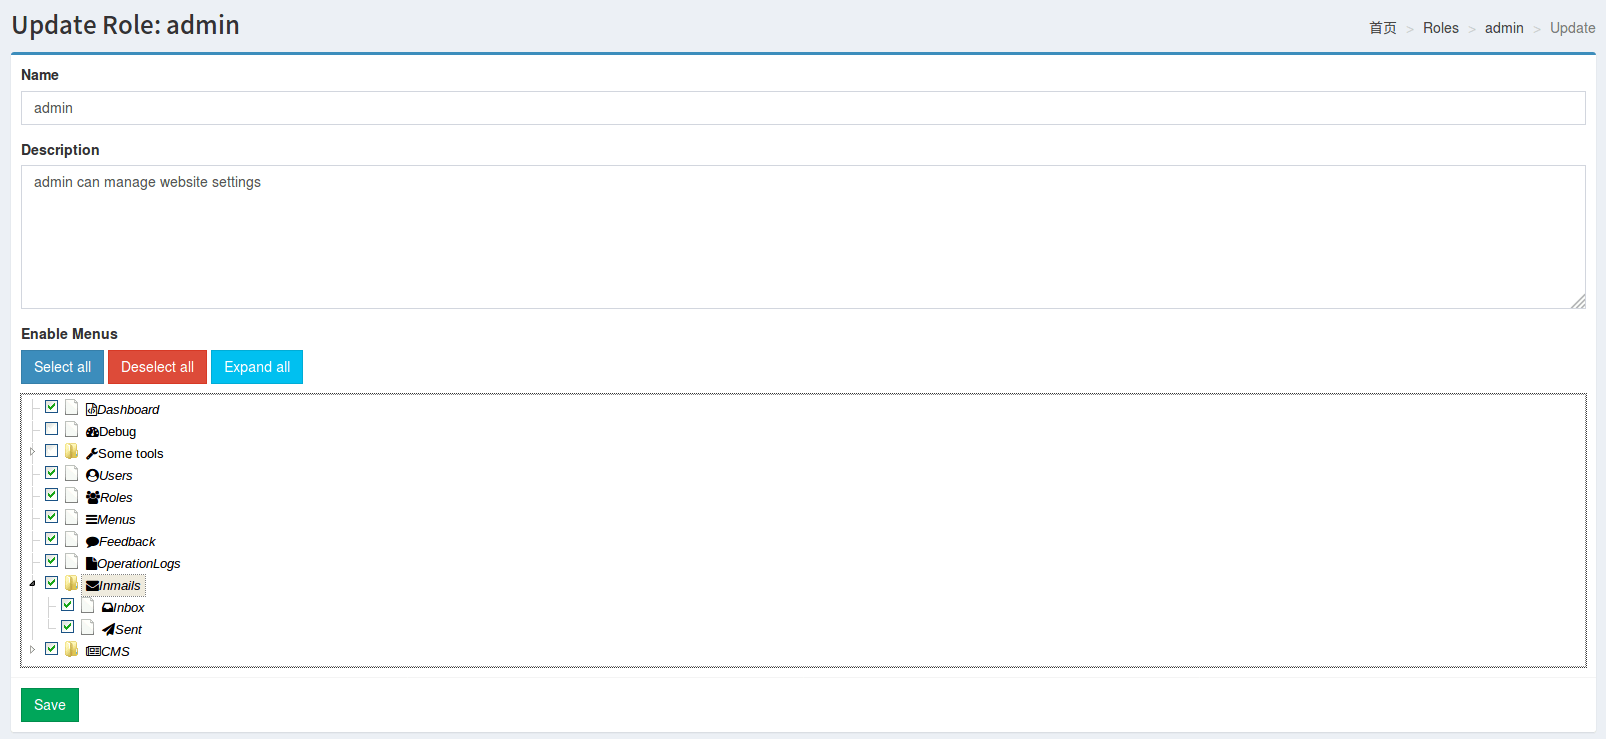 Update Role: admin
首页 > Roles > admin > Update
Name
admin
Description
admin can manage website settings
Enable Menus
Select all Deselect all Expand all
Dashboard
Debug
Some tools
Users
Roles
Menus
Feedback
OperationLogs
Inmails
Inbox
Sent
CMS
Save